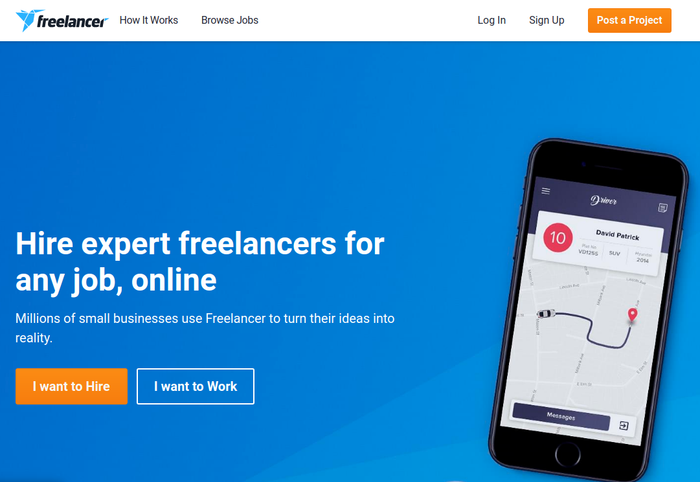 freelancer How It Works Browse Jobs Log In Sign Up Post a Project
Hire expert freelancers for
any job, online
Millions of small businesses use Freelancer to turn their ideas into
reality.
I want to Hire I want to Work
Driver
10 David Patrick
SUV
2014
Messages